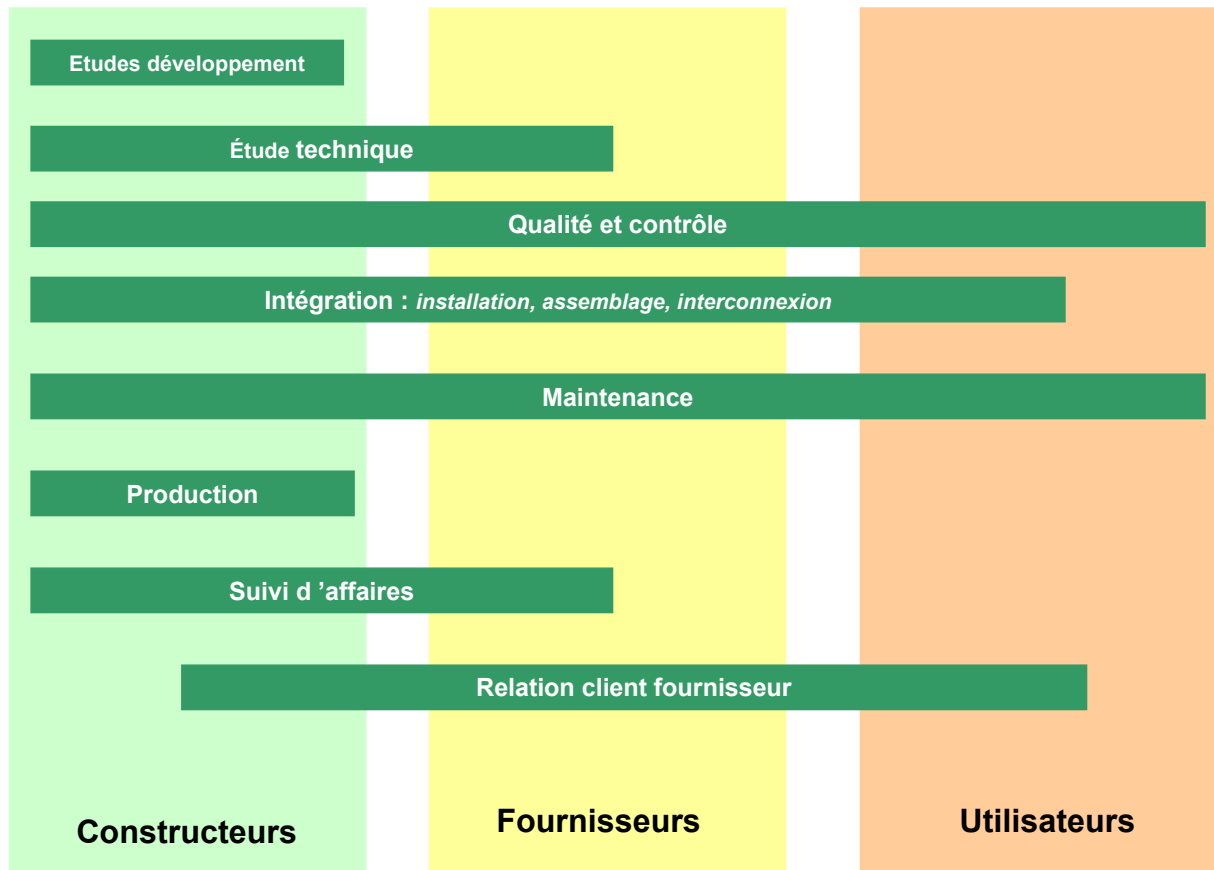 Etudes développement
Étude technique
Qualité et contrôle
Intégration : installation, assemblage, interconnexion
Maintenance
Production
Suivi d ’affaires
Relation client fournisseur
Constructeurs
Fournisseurs
Utilisateurs